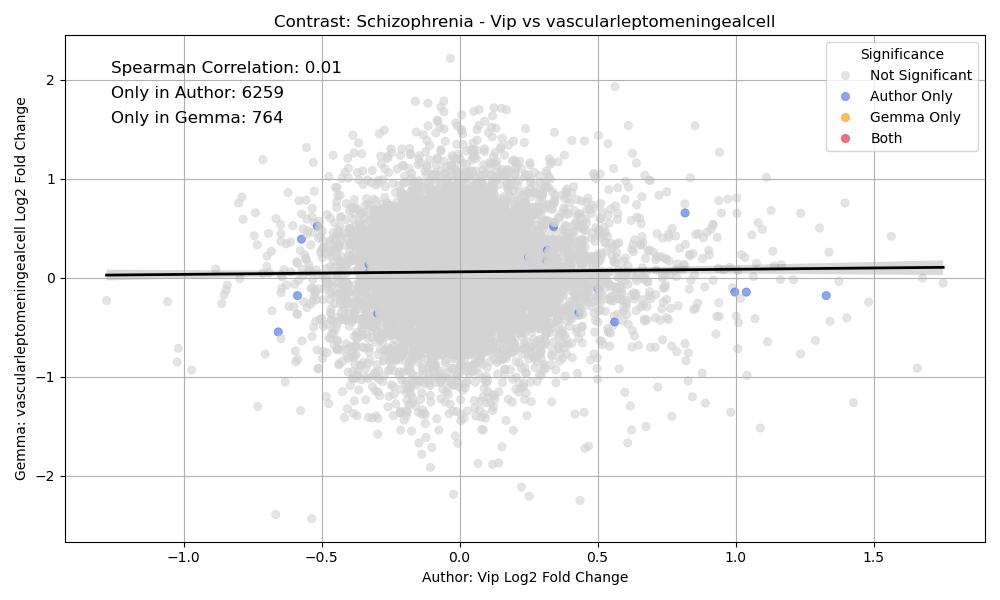 Contrast: Schizophrenia - Vip vs vascularleptomeningealcell
Spearman Correlation: 0.01
Only in Author: 6259
Only in Gemma: 764
Significance
Not Significant
Author Only
Gemma Only
Both
Gemma: vascularleptomeningealcell Log2 Fold Change
2
1
0
−1
−2
−1.0
−0.5
0.0
0.5
1.0
1.5
Author: Vip Log2 Fold Change